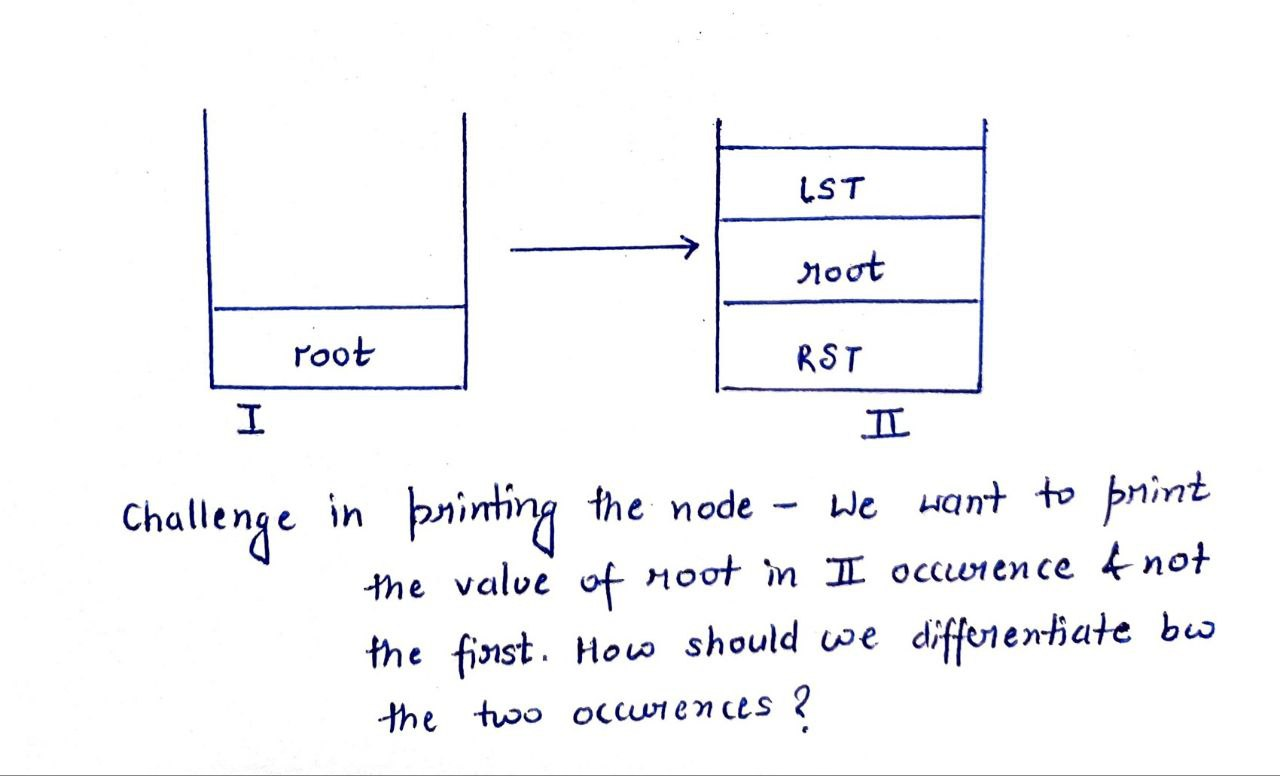 LST
root
root
RST
I
II
Challenge in printing the node - We want to print
the value of root in II occurence & not
the first. How should we differentiate bw
the two occurences ?